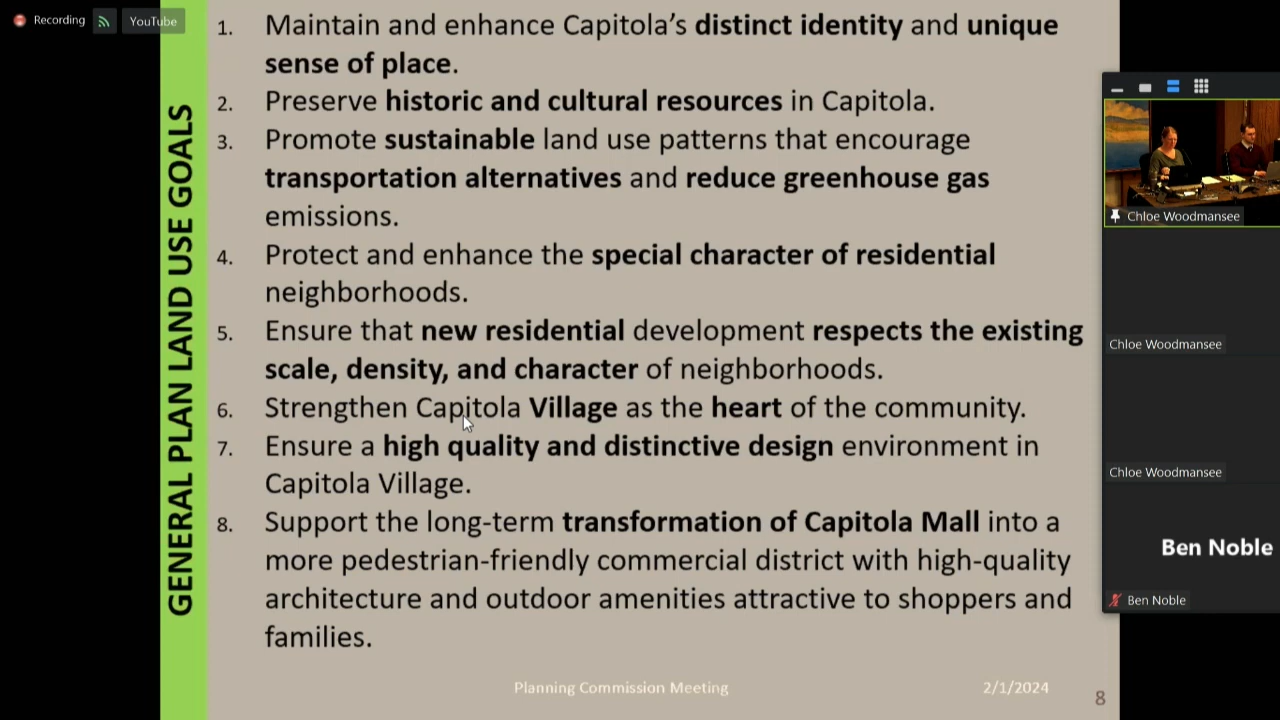 Recording
YouTube
GENERAL PLAN LAND USE GOALS
1. Maintain and enhance Capitola’s distinct identity and unique
sense of place.
2. Preserve historic and cultural resources in Capitola.
3. Promote sustainable land use patterns that encourage
transportation alternatives and reduce greenhouse gas
emissions.
4. Protect and enhance the special character of residential
neighborhoods.
5. Ensure that new residential development respects the existing
scale, density, and character of neighborhoods.
6. Strengthen Capitola Village as the heart of the community.
7. Ensure a high quality and distinctive design environment in
Capitola Village.
8. Support the long-term transformation of Capitola Mall into a
more pedestrian-friendly commercial district with high-quality
architecture and outdoor amenities attractive to shoppers and
families.
Planning Commission Meeting
2/1/2024
8
Chloe Woodmansee
Chloe Woodmansee
Chloe Woodmansee
Ben Noble
Ben Noble